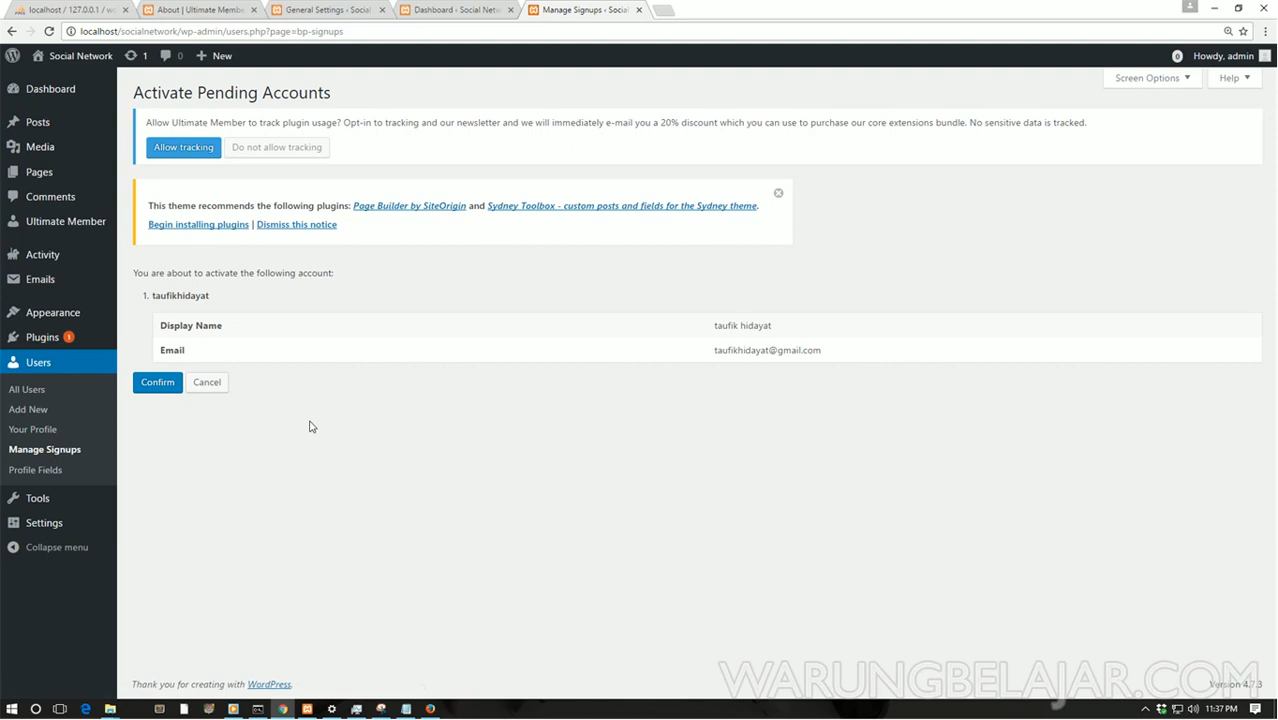 localhost / 127.0.0.1 / wo
About | Ultimate Membe
General Settings ‹ Social
Dashboard ‹ Social Netw
Manage Signups ‹ Social
localhost/socialnetwork/wp-admin/users.php?page=bp-signups
Social Network
1
0
New
0
Howdy, admin
Screen Options
Help
Dashboard
Posts
Media
Pages
Comments
Ultimate Member
Activity
Emails
Appearance
Plugins 1
Users
All Users
Add New
Your Profile
Manage Signups
Profile Fields
Tools
Settings
Collapse menu
Activate Pending Accounts
Allow Ultimate Member to track plugin usage? Opt-in to tracking and our newsletter and we will immediately e-mail you a 20% discount which you can use to purchase our core extensions bundle. No sensitive data is tracked.
Allow tracking
Do not allow tracking
This theme recommends the following plugins: Page Builder by SiteOrigin and Sydney Toolbox - custom posts and fields for the Sydney theme.
Begin installing plugins | Dismiss this notice
You are about to activate the following account:
1. taufikhidayat
Display Name taufik hidayat
Email taufikhidayat@gmail.com
Confirm
Cancel
Thank you for creating with WordPress.
Version 4.7.3
WARUNGBELAJAR.COM
11:37 PM